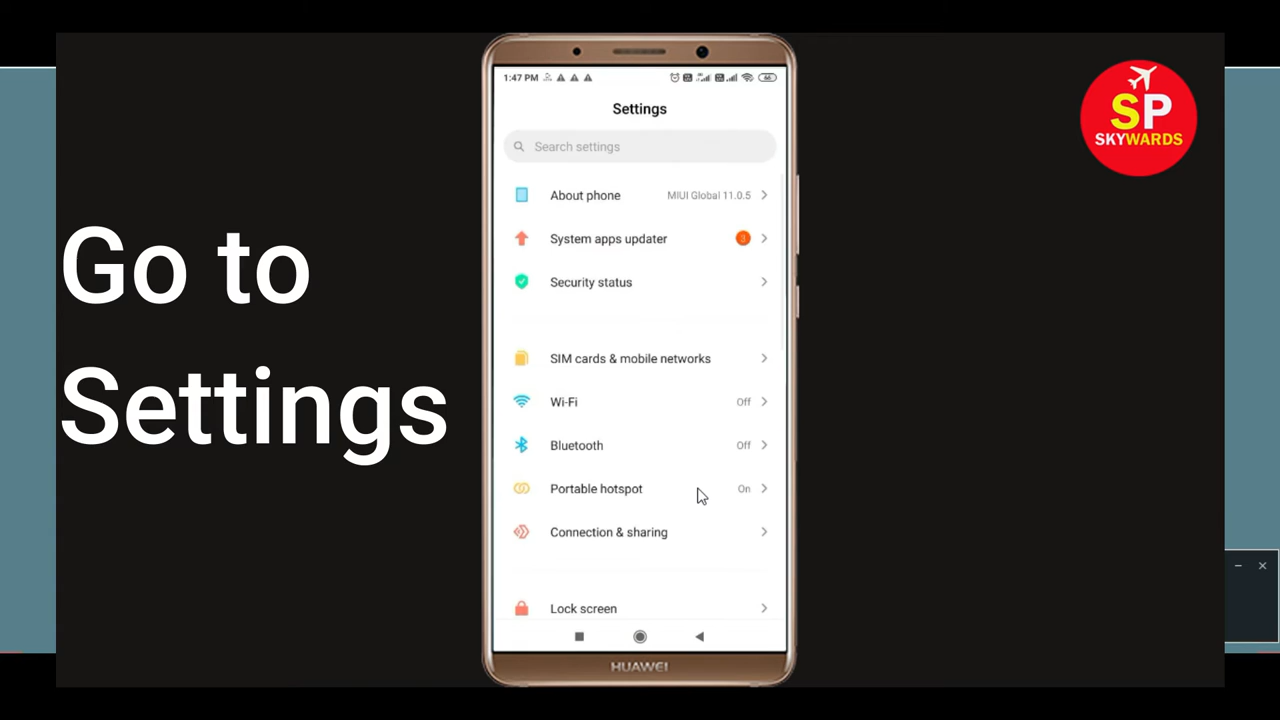 1:47 PM
Settings
Search settings
About phone MIUI Global 11.0.5
System apps updater 3
Security status
SIM cards & mobile networks
Wi-Fi Off
Bluetooth Off
Portable hotspot On
Connection & sharing
Lock screen
HUAWEI
Go to
Settings
SP
SKYWARDS